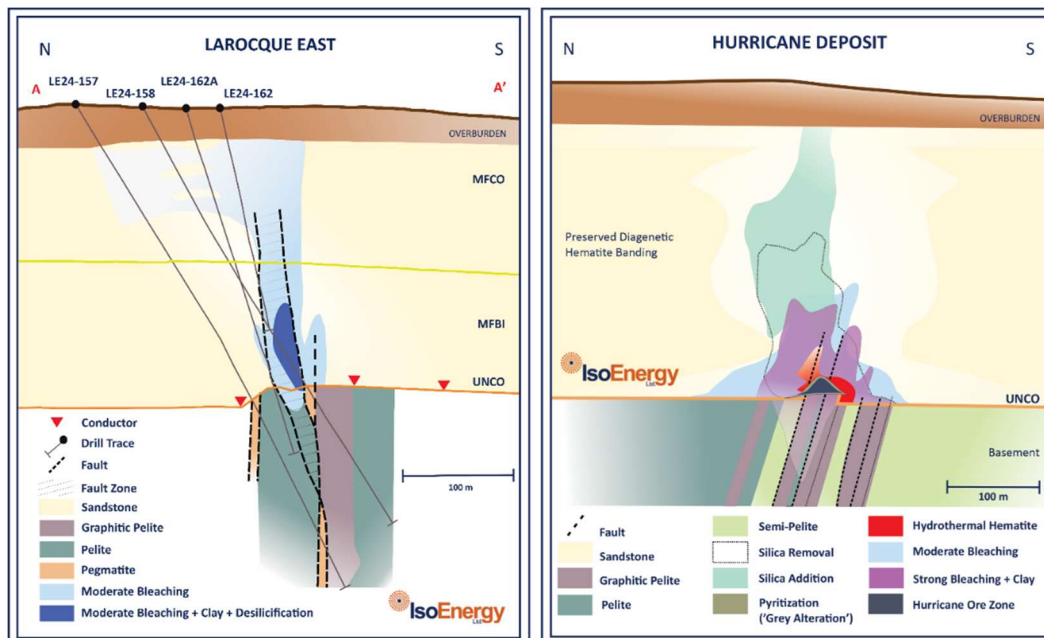 LAROCQUE EAST
N
S
LE24-157
LE24-158
LE24-162A
LE24-162
A
A'
OVERBURDEN
MFCO
MFBI
UNCO
Conductor
Drill Trace
Fault
Fault Zone
Sandstone
Graphitic Pelite
Pelite
Pegmatite
Moderate Bleaching
Moderate Bleaching + Clay + Desilicification
100 m
IsoEnergy
Ltd.
HURRICANE DEPOSIT
N
S
OVERBURDEN
Preserved Diagenetic
Hematite Banding
IsoEnergy
Ltd.
UNCO
Basement
100 m
Fault
Sandstone
Graphitic Pelite
Pelite
Semi-Pelite
Silica Removal
Silica Addition
Pyritization
('Grey Alteration')
Hydrothermal Hematite
Moderate Bleaching
Strong Bleaching + Clay
Hurricane Ore Zone